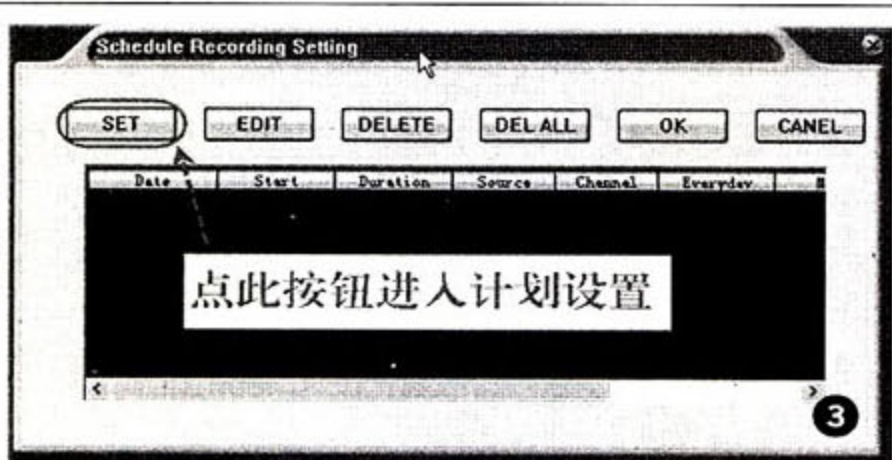 Schedule Recording Setting
SET EDIT DELETE DEL ALL OK CANEL
Date Start Duration Source Channel Everyday
点此按钮进入计划设置
3